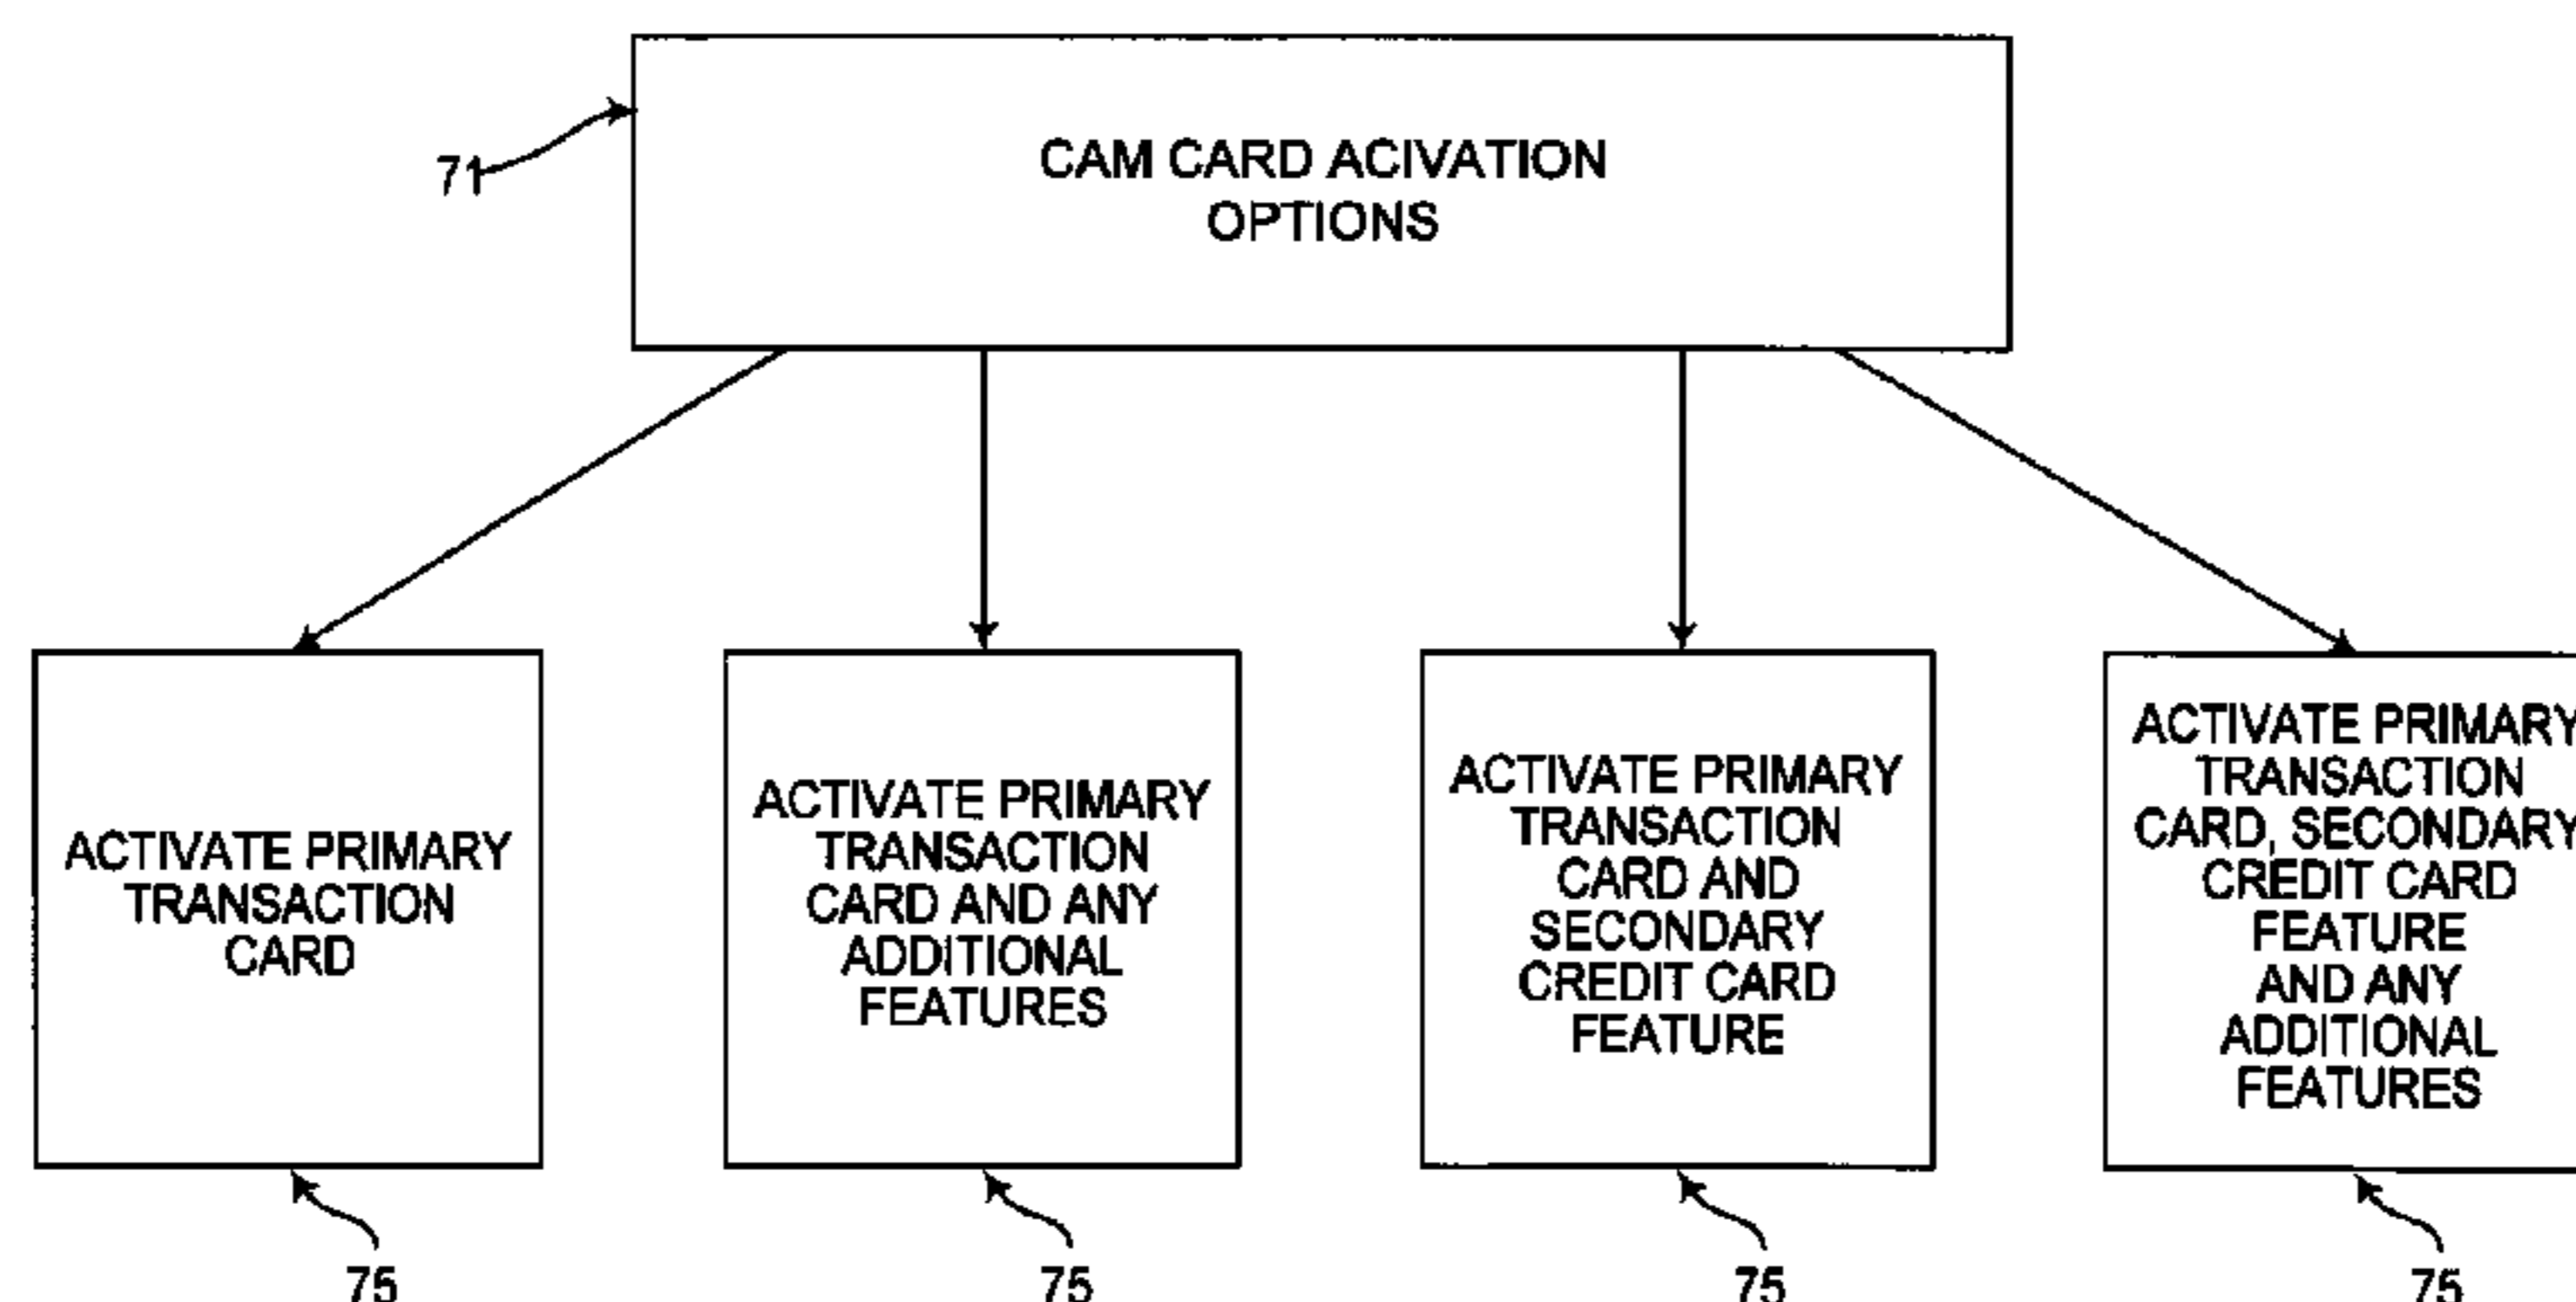 CAM CARD ACIVATION
OPTIONS
71
ACTIVATE PRIMARY
TRANSACTION
CARD
75
ACTIVATE PRIMARY
TRANSACTION
CARD AND ANY
ADDITIONAL
FEATURES
75
ACTIVATE PRIMARY
TRANSACTION
CARD AND
SECONDARY
CREDIT CARD
FEATURE
75
ACTIVATE PRIMARY
TRANSACTION
CARD, SECONDARY
CREDIT CARD
FEATURE
AND ANY
ADDITIONAL
FEATURES
75